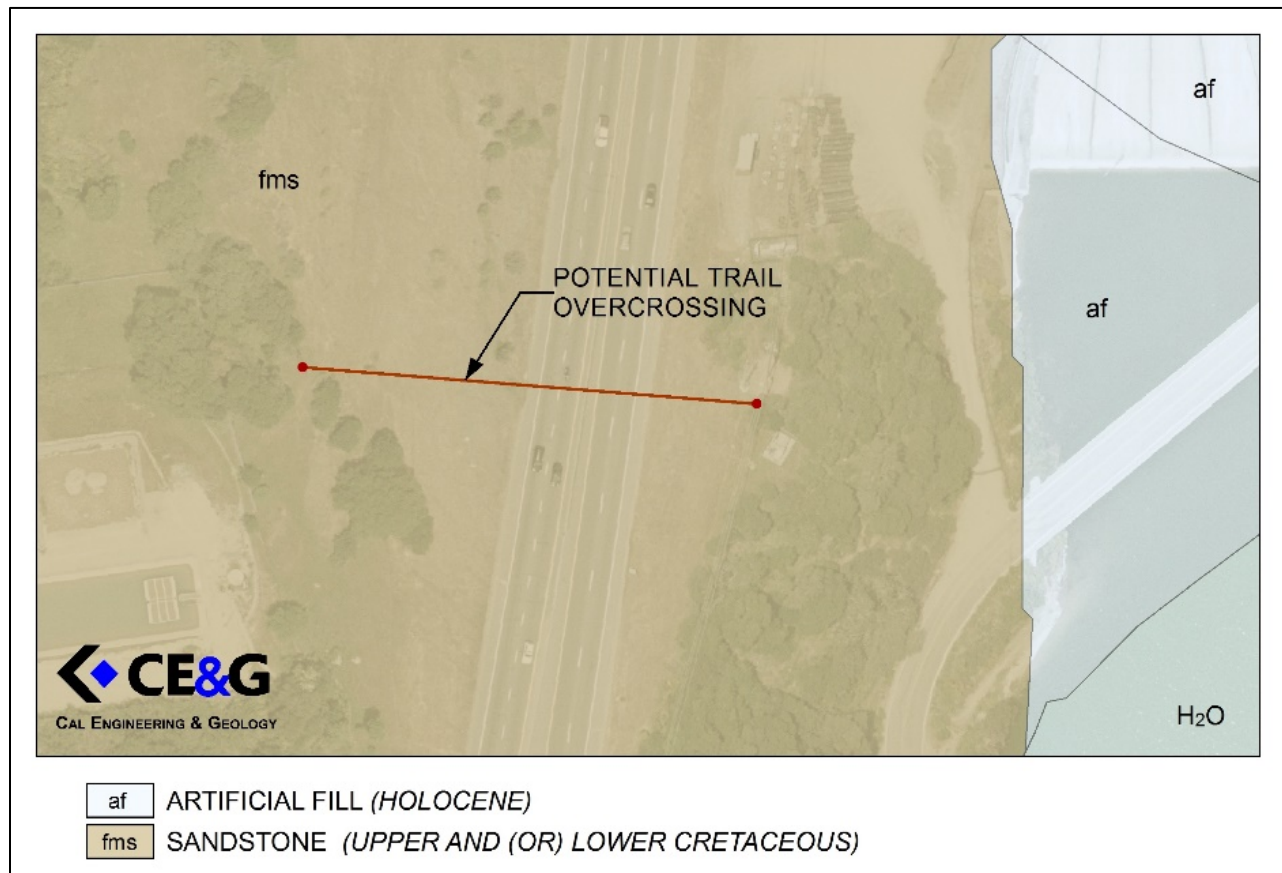 af
fms
POTENTIAL TRAIL
OVERCROSSING
af
CE&G
CAL ENGINEERING & GEOLOGY
H₂O
af ARTIFICIAL FILL (HOLOCENE)
fms SANDSTONE (UPPER AND (OR) LOWER CRETACEOUS)